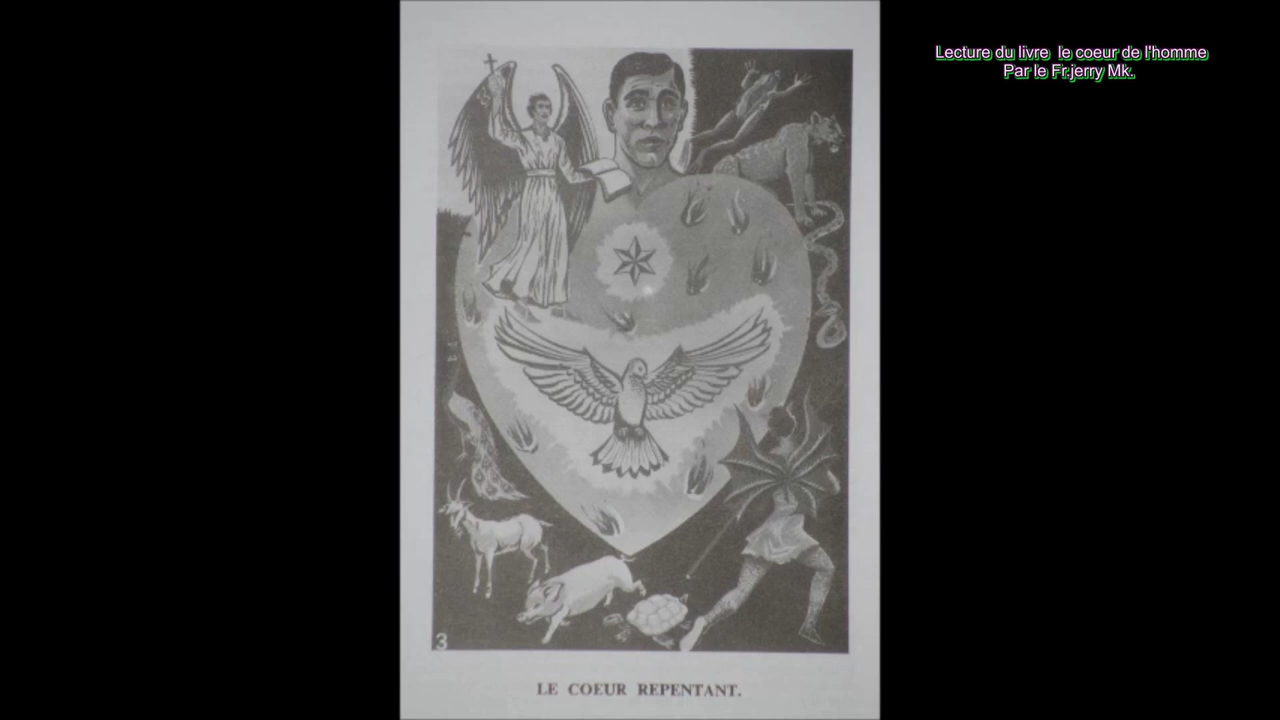 Lecture du livre le coeur de l'homme
Par le Fr.jerry Mk.
3
LE COEUR REPENTANT.